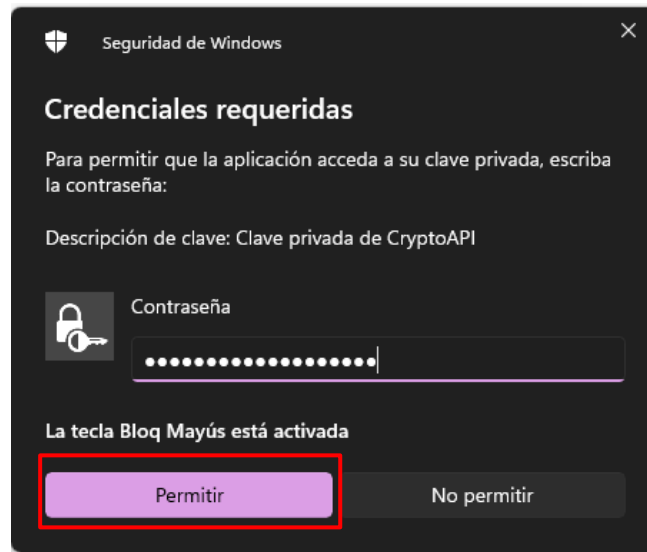 Seguridad de Windows
Credenciales requeridas
Para permitir que la aplicación acceda a su clave privada, escriba
la contraseña:
Descripción de clave: Clave privada de CryptoAPI
Contraseña
●●●●●●●●●●●●●●●●●●●
La tecla Bloq Mayús está activada
Permitir
No permitir